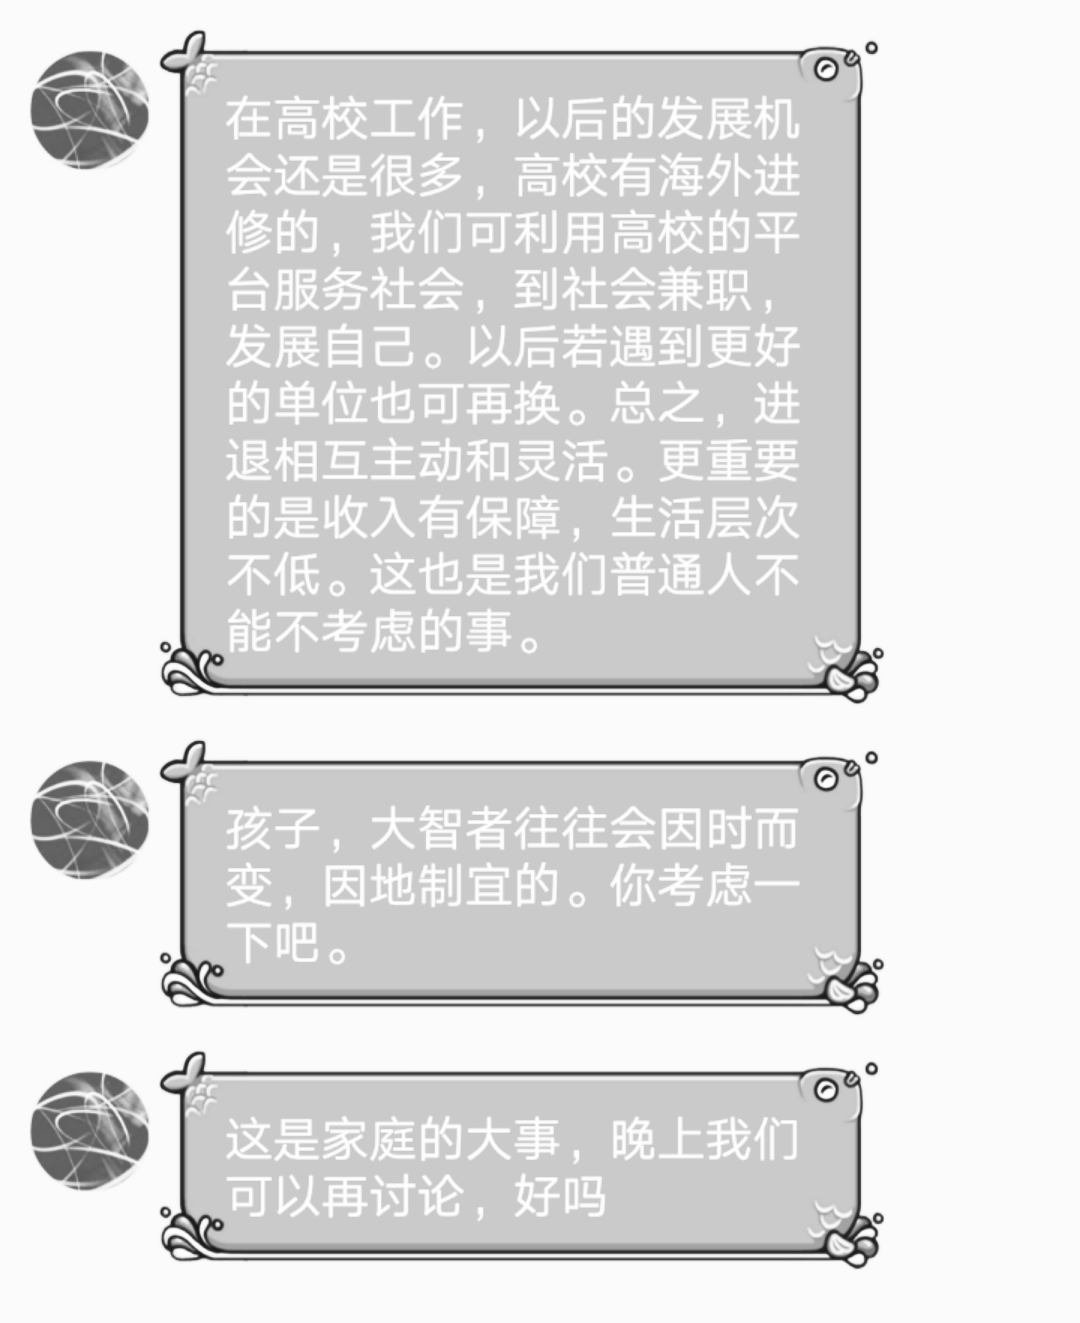 在高校工作，以后的发展机
会还是很多，高校有海外进
修的，我们可利用高校的平
台服务社会，到社会兼职，
发展自己。以后若遇到更好
的单位也可再换。总之，进
退相互主动和灵活。更重要
的是收入有保障，生活层次
不低。这也是我们普通人不
能不考虑的事。
孩子，大智者往往会因时而
变，因地制宜的。你考虑一
下吧。
这是家庭的大事，晚上我们
可以再讨论，好吗